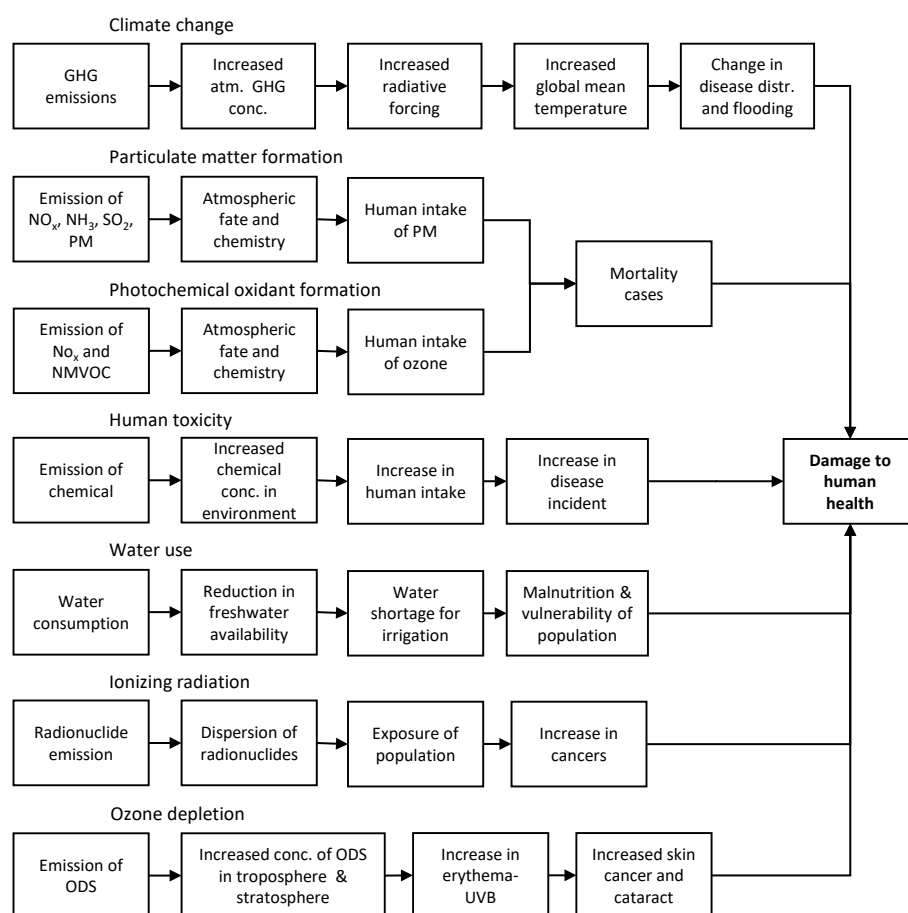 Climate change
GHG
emissions
Increased
atm. GHG
conc.
Increased
radiative
forcing
Increased
global mean
temperature
Change in
disease distr.
and flooding
Particulate matter formation
Emission of
NOx, NH3, SO2,
PM
Atmospheric
fate and
chemistry
Human intake
of PM
Mortality
cases
Photochemical oxidant formation
Emission of
Nox and
NMVOC
Atmospheric
fate and
chemistry
Human intake
of ozone
Human toxicity
Emission of
chemical
Increased
chemical
conc. in
environment
Increase in
human intake
Increase in
disease
incident
Damage to
human
health
Water use
Water
consumption
Reduction in
freshwater
availability
Water
shortage for
irrigation
Malnutrition &
vulnerability of
population
Ionizing radiation
Radionuclide
emission
Dispersion of
radionuclides
Exposure of
population
Increase in
cancers
Ozone depletion
Emission of
ODS
Increased conc. of ODS
in troposphere &
stratosphere
Increase in
erythema-
UVB
Increased skin
cancer and
cataract